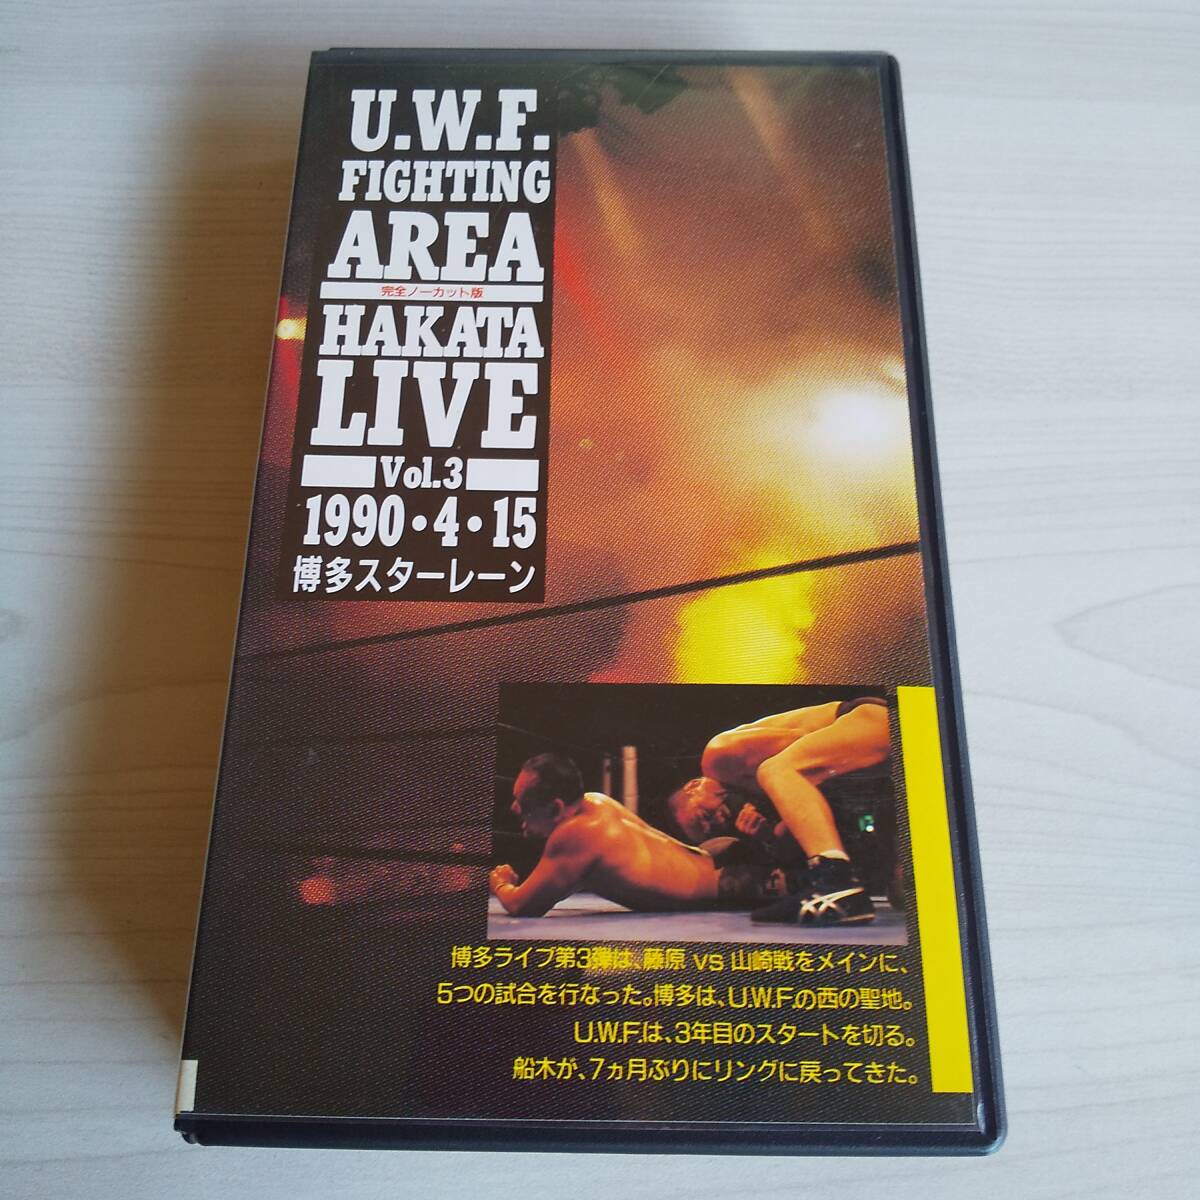 U.W.F.
FIGHTING
AREA
完全ノーカット版
HAKATA
LIVE
Vol.3
1990・4・15
博多スターレーン
博多ライブ第3弾は、藤原 vs 山崎戦をメインに、
5つの試合を行なった。博多は、U.W.F.の西の聖地。
U.W.F.は、3年目のスタートを切る。
船木が、7ヵ月ぶりにリングに戻ってきた。